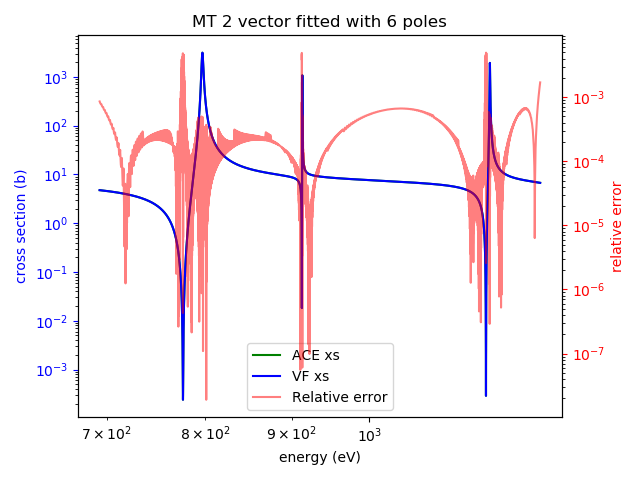 MT 2 vector fitted with 6 poles
10³
10²
10¹
10⁰
10⁻¹
10⁻²
10⁻³
cross section (b)
10⁻³
10⁻⁴
10⁻⁵
10⁻⁶
10⁻⁷
relative error
ACE xs
VF xs
Relative error
7 × 10² 8 × 10² 9 × 10² 10³
energy (eV)